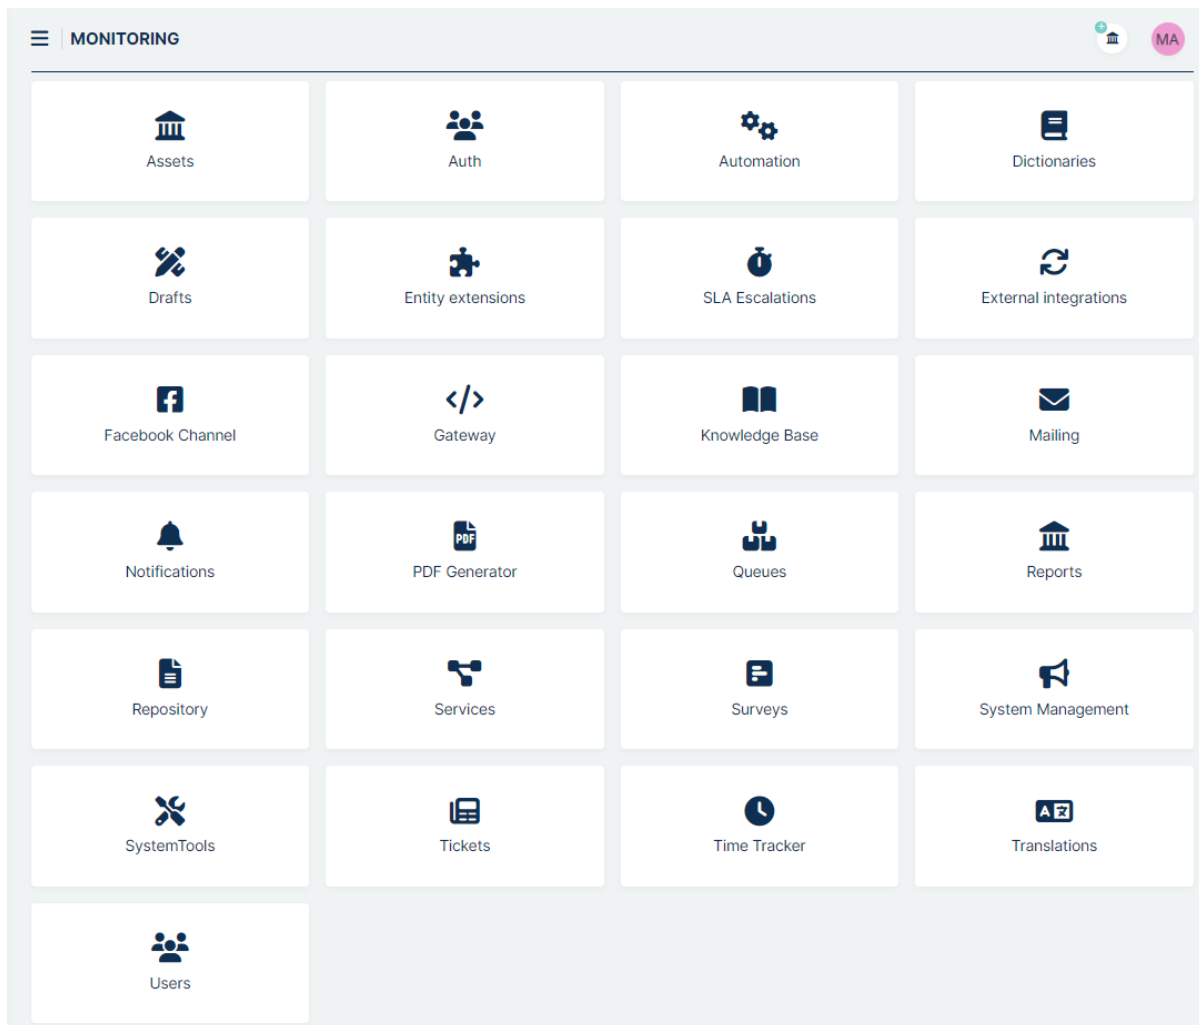 MONITORING
MA
Assets
Auth
Automation
Dictionaries
Drafts
Entity extensions
SLA Escalations
External integrations
Facebook Channel
Gateway
Knowledge Base
Mailing
Notifications
PDF
PDF Generator
Queues
Reports
Repository
Services
Surveys
System Management
SystemTools
Tickets
Time Tracker
A
Translations
Users